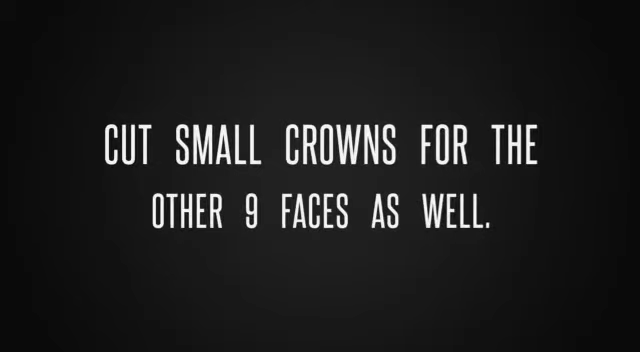 CUT SMALL CROWNS FOR THE
OTHER 9 FACES AS WELL.